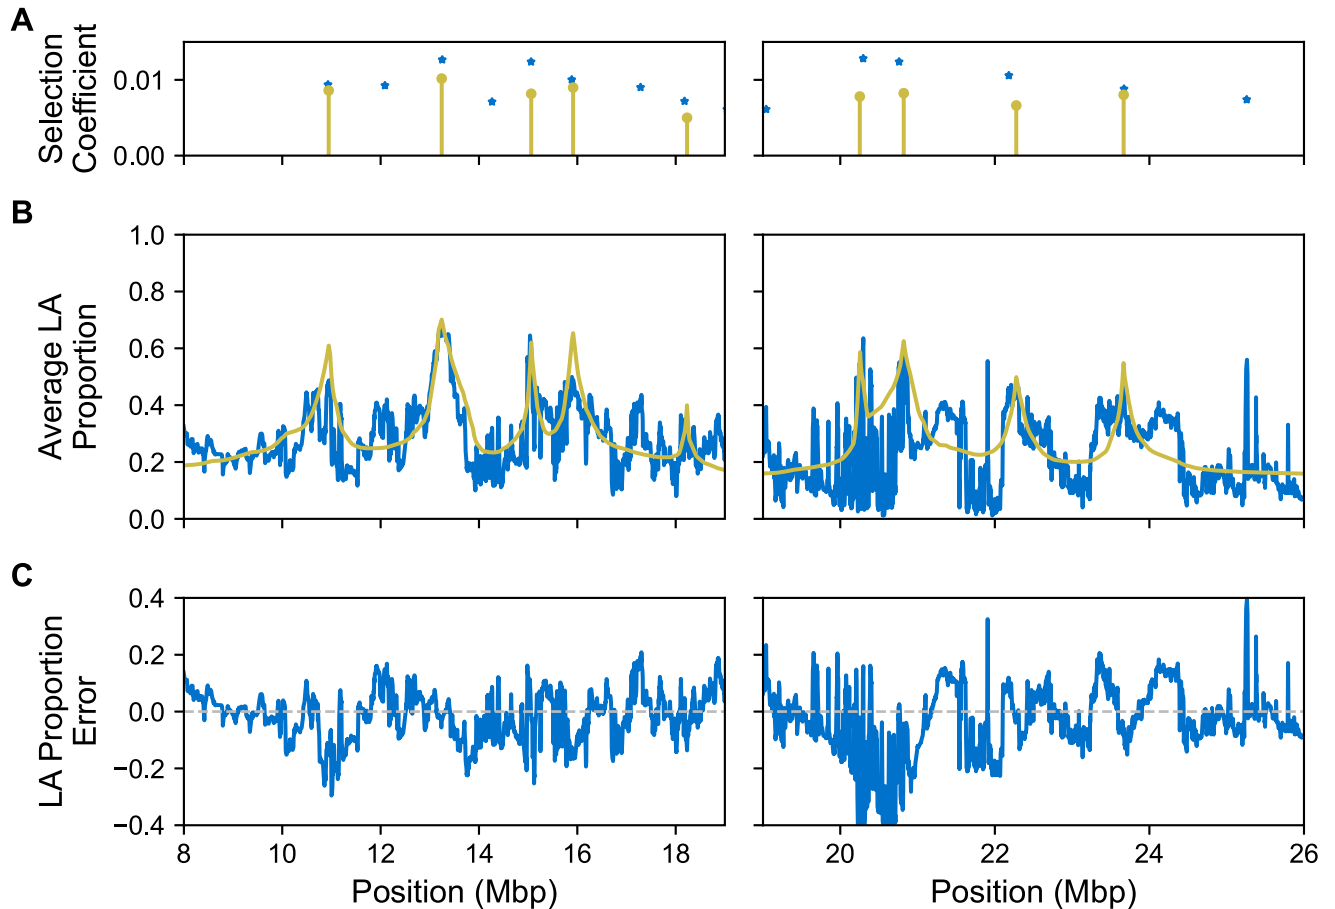 A
Selection
Coefficient
0.01
0.00
B
Average LA
Proportion
1.0
0.8
0.6
0.4
0.2
0.0
C
LA Proportion
Error
0.4
0.2
0.0
−0.2
−0.4
8 10 12 14 16 18
20 22 24 26
Position (Mbp)
Position (Mbp)